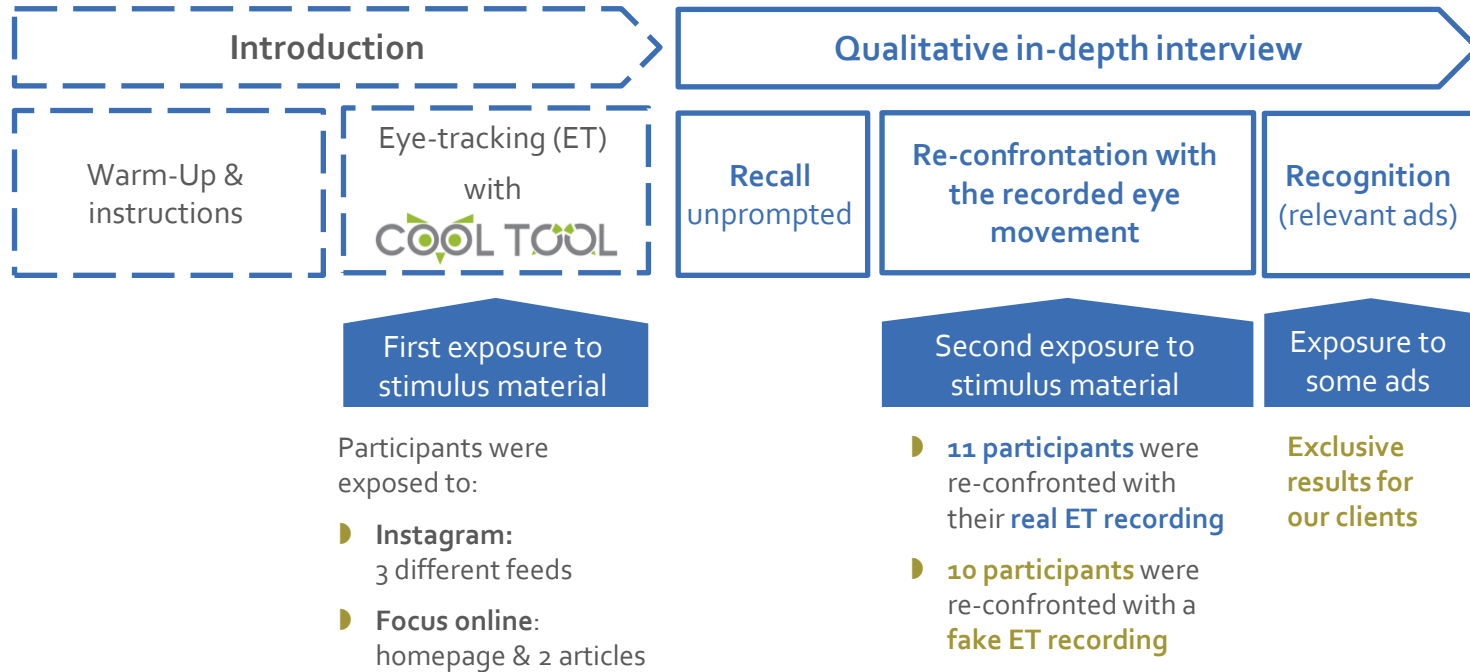 Introduction
Qualitative in-depth interview
Warm-Up &
instructions
Eye-tracking (ET)
with
COOL TOOL
Recall
unprompted
Re-confrontation with
the recorded eye
movement
Recognition
(relevant ads)
First exposure to
stimulus material
Second exposure to
stimulus material
Exposure to
some ads
Participants were
exposed to:
Instagram:
3 different feeds
Focus online:
homepage & 2 articles
11 participants were
re-confronted with
their real ET recording
10 participants were
re-confronted with a
fake ET recording
Exclusive
results for
our clients